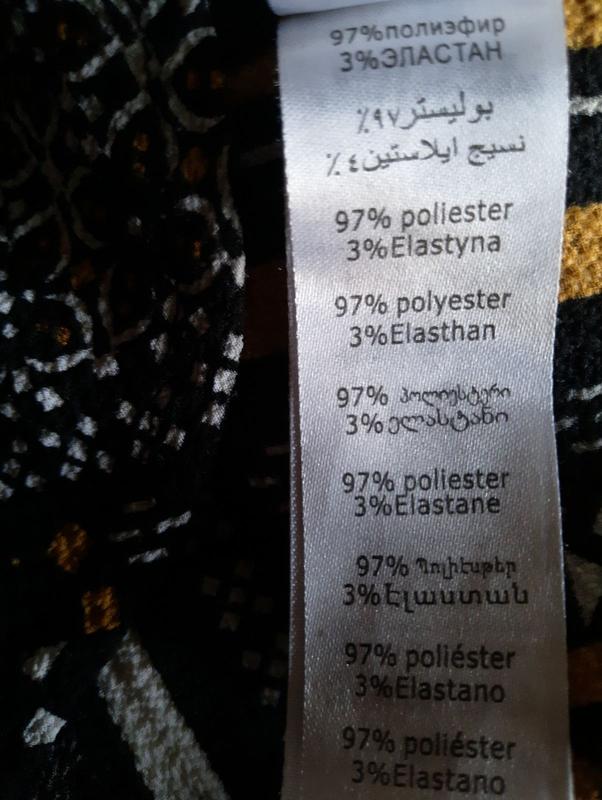 97%полиэфир
3%ЭЛАСТАН
بوليستر٩٧٪
نسيج ايلاستين٤٪
97% poliester
3%Elastyna
97% polyester
3%Elasthan
97% პოლიესტერი
3%ელასტანი
97% poliester
3%Elastane
97% Պոլիէսթեր
3%Էլաստան
97% poliéster
3%Elastano
97% poliéster
3%Elastano